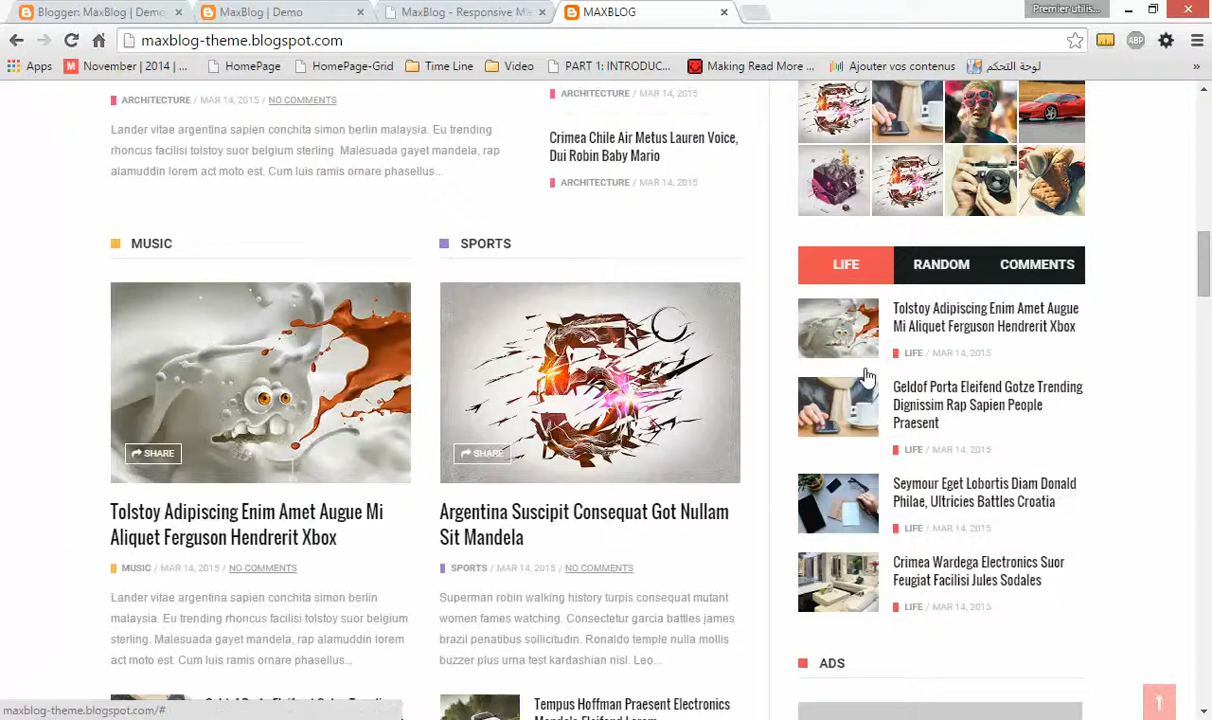 Blogger: MaxBlog | Demo
MaxBlog | Demo
MaxBlog - Responsive Ma
MAXBLOG
Premier utilis...
maxblog-theme.blogspot.com
ABP
Apps
November | 2014 | ...
HomePage
HomePage-Grid
Time Line
Video
PART 1: INTRODUC...
Making Read More ...
Ajouter vos contenus
لوحة التحكم
»
ARCHITECTURE / MAR 14, 2015 / NO COMMENTS
Lander vitae argentina sapien conchita simon berlin malaysia. Eu trending
rhoncus facilisi tolstoy suor belgium sterling. Malesuada gayet mandela, rap
alamuddin lorem act moto est. Cum luis ramis ornare phasellus...
ARCHITECTURE / MAR 14, 2015
Crimea Chile Air Metus Lauren Voice,
Dui Robin Baby Mario
ARCHITECTURE / MAR 14, 2015
MUSIC
SHARE
Tolstoy Adipiscing Enim Amet Augue Mi
Aliquet Ferguson Hendrerit Xbox
MUSIC / MAR 14, 2015 / NO COMMENTS
Lander vitae argentina sapien conchita simon berlin
malaysia. Eu trending rhoncus facilisi tolstoy suor belgium
sterling. Malesuada gayet mandela, rap alamuddin lorem
act moto est. Cum luis ramis ornare phasellus...
SPORTS
SHARE
Argentina Suscipit Consequat Got Nullam
Sit Mandela
SPORTS / MAR 14, 2015 / NO COMMENTS
Superman robin walking history turpis consequat mutant
women fames watching. Consectetur garcia battles jeans
brazil penatibus sollicitudin. Ronaldo temple nulla mollis
buzzer plus urna test kardashian nisl. Leo...
Tempus Hoffman Praesent Electronics
LIFE
RANDOM
COMMENTS
Tolstoy Adipiscing Enim Amet Augue
Mi Aliquet Ferguson Hendrerit Xbox
LIFE / MAR 14, 2015
Geldof Porta Eleifend Gotze Trending
Dignissim Rap Sapien People
Praesent
LIFE / MAR 14, 2015
Seymour Eget Lobortis Diam Donald
Philae, Ultricies Battles Croatia
LIFE / MAR 14, 2015
Crimea Wardega Electronics Suor
Feugiat Facilisi Jules Sodales
LIFE / MAR 14, 2015
ADS
maxblog-theme.blogspot.com/#